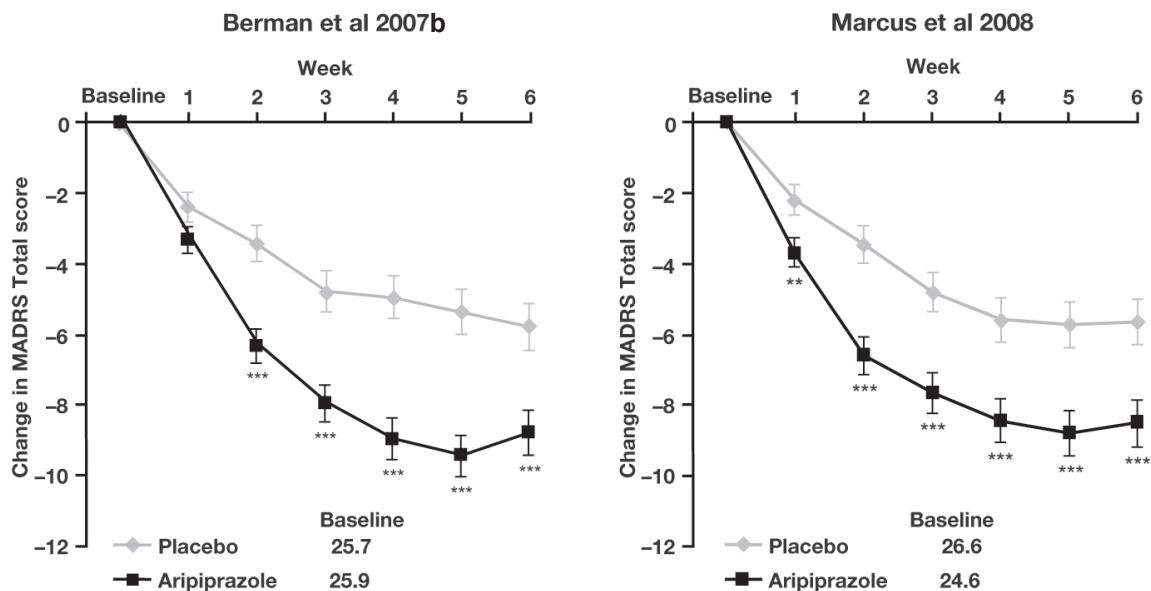 Berman et al 2007b
Week
Baseline 1 2 3 4 5 6
Change in MADRS Total score
0
−2
−4
−6
−8
−10
−12
***
***
***
***
***
Baseline
Placebo 25.7
Aripiprazole 25.9
Marcus et al 2008
Week
Baseline 1 2 3 4 5 6
Change in MADRS Total score
0
−2
−4
−6
−8
−10
−12
**
***
***
***
***
***
Baseline
Placebo 26.6
Aripiprazole 24.6